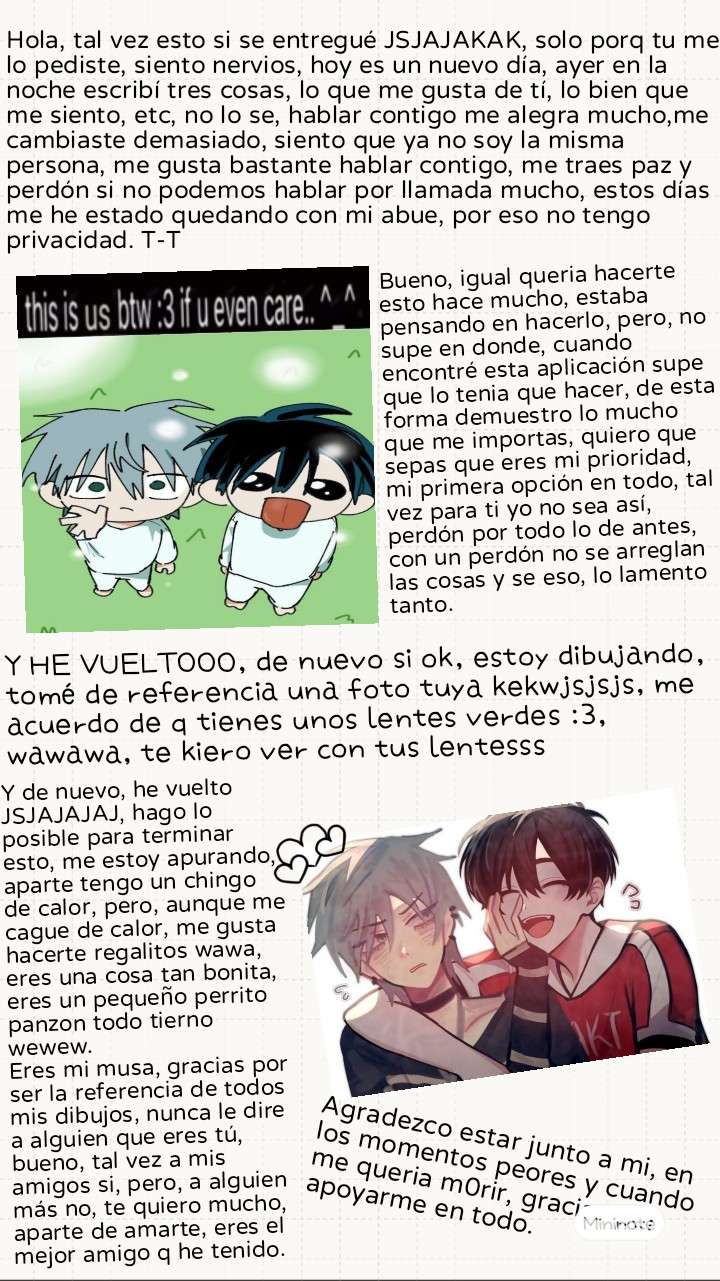 Hola, tal vez esto si se entregué JSJAJAKAK, solo porq tu me
lo pediste, siento nervios, hoy es un nuevo día, ayer en la
noche escribí tres cosas, lo que me gusta de tí, lo bien que
me siento, etc, no lo se, hablar contigo me alegra mucho,me
cambiaste demasiado, siento que ya no soy la misma
persona, me gusta bastante hablar contigo, me traes paz y
perdón si no podemos hablar por llamada mucho, estos días
me he estado quedando con mi abue, por eso no tengo
privacidad. T-T
this is us btw :3 if u even care.. ^_^
Bueno, igual queria hacerte
esto hace mucho, estaba
pensando en hacerlo, pero, no
supe en donde, cuando
encontré esta aplicación supe
que lo tenia que hacer, de esta
forma demuestro lo mucho
que me importas, quiero que
sepas que eres mi prioridad,
mi primera opción en todo, tal
vez para ti yo no sea así,
perdón por todo lo de antes,
con un perdón no se arreglan
las cosas y se eso, lo lamento
tanto.
Y HE VUELTOOO, de nuevo si ok, estoy dibujando,
tomé de referencia una foto tuya kekwjsjsjs, me
acuerdo de q tienes unos lentes verdes :3,
wawawa, te kiero ver con tus lentesss
Y de nuevo, he vuelto
JSJAJAJAJ, hago lo
posible para terminar
esto, me estoy apurando,
aparte tengo un chingo
de calor, pero, aunque me
cague de calor, me gusta
hacerte regalitos wawa,
eres una cosa tan bonita,
eres un pequeño perrito
panzon todo tierno
wewew.
Eres mi musa, gracias por
ser la referencia de todos
mis dibujos, nunca le dire
a alguien que eres tú,
bueno, tal vez a mis
amigos si, pero, a alguien
más no, te quiero mucho,
aparte de amarte, eres el
mejor amigo q he tenido.
Agradezco estar junto a mi, en
los momentos peores y cuando
me queria m0rir,
apoyarme en todo.
Mininote